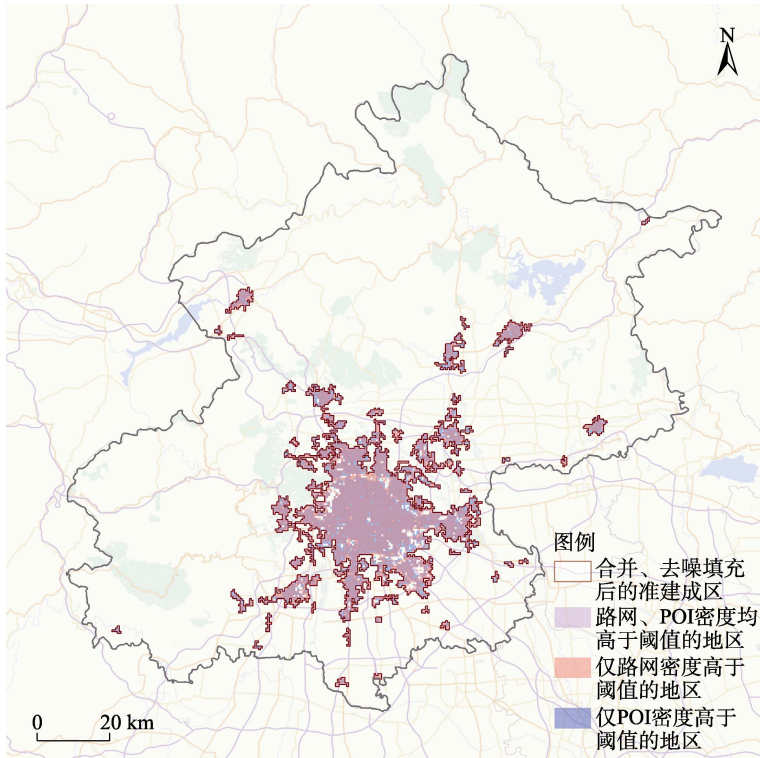 N
图例
合并、去噪填充
后的准建成区
路网、POI密度均
高于阈值的地区
仅路网密度高于
阈值的地区
仅POI密度高于
阈值的地区
0 20 km